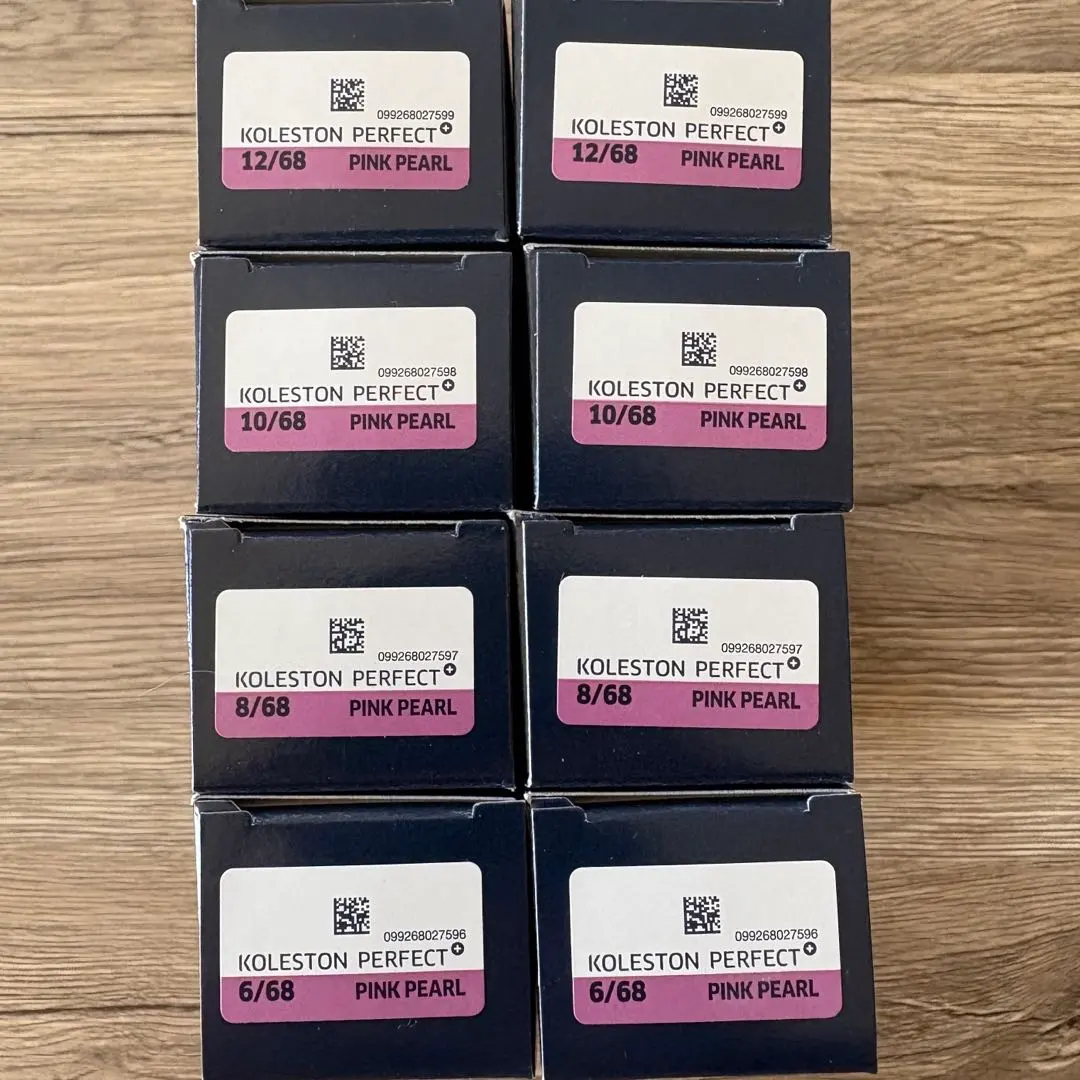 099268027599
KOLESTON PERFECT+
12/68 PINK PEARL
099268027599
KOLESTON PERFECT+
12/68 PINK PEARL
099268027598
KOLESTON PERFECT+
10/68 PINK PEARL
099268027598
KOLESTON PERFECT+
10/68 PINK PEARL
099268027597
KOLESTON PERFECT+
8/68 PINK PEARL
099268027597
KOLESTON PERFECT+
8/68 PINK PEARL
099268027596
KOLESTON PERFECT+
6/68 PINK PEARL
099268027596
KOLESTON PERFECT+
6/68 PINK PEARL